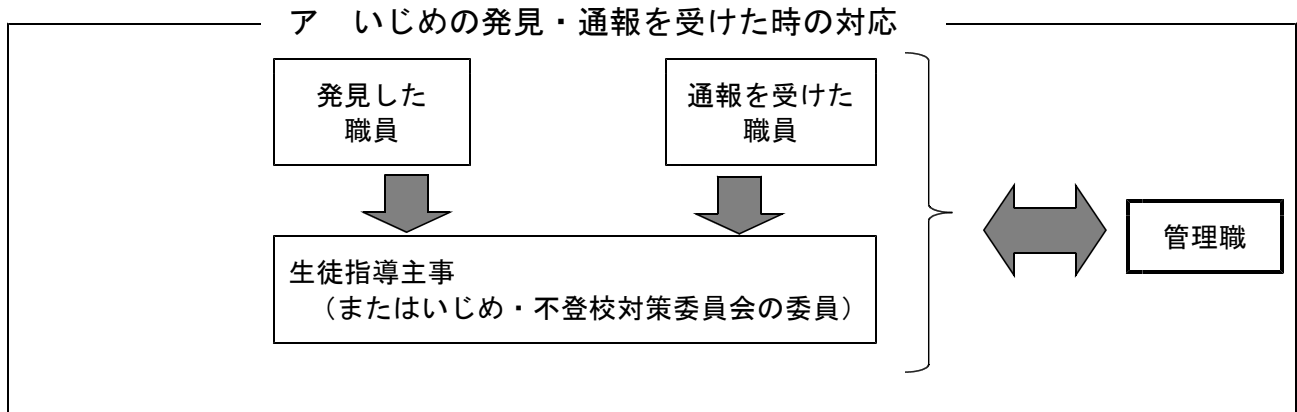 ア　いじめの発見・通報を受けた時の対応
発見した
職員
通報を受けた
職員
生徒指導主事
（またはいじめ・不登校対策委員会の委員）
管理職